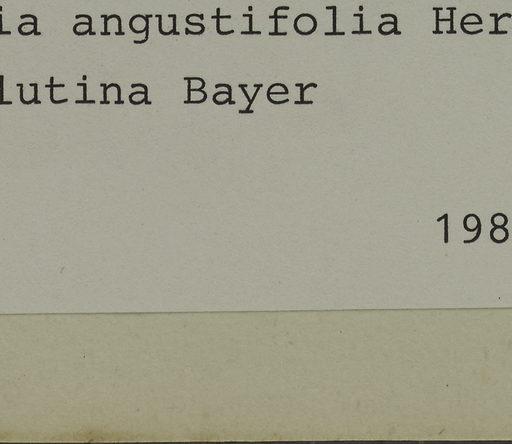 ia angustifolia Her
lutina Bayer
198